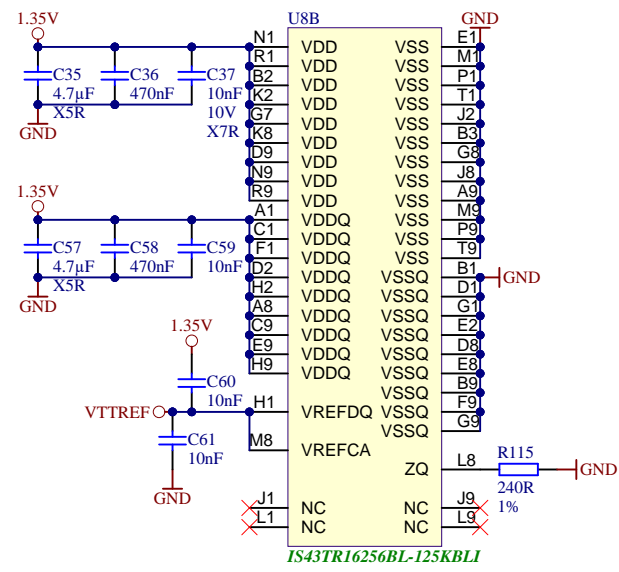 1.35V
U8B
GND
N1 VDD VSS E1
R1 VDD VSS M1
C35 C36 C37 B2 VDD VSS P1
4.7µF 470nF 10nF K2 VDD VSS T1
X5R 10V G7 VDD VSS J2
GND X7R K8 VDD VSS B3
D9 VDD VSS G8
N9 VDD VSS J8
R9 VDD VSS A9
1.35V A1 VDDQ VSS M9
C1 VDDQ VSS P9
C57 C58 C59 F1 VDDQ VSS T9
4.7µF 470nF 10nF D2 VDDQ VSSQ B1 GND
X5R H2 VDDQ VSSQ D1
GND A8 VDDQ VSSQ G1
1.35V C9 VDDQ VSSQ E2
E9 VDDQ VSSQ D8
H9 VDDQ VSSQ E8
C60 VSSQ B9
10nF
VTTREF H1 VREFDQ VSSQ F9
VSSQ G9
C61 M8 VREFCA
10nF
R115
ZQ L8 GND
240R
1%
GND
J1 NC NC J9
L1 NC NC L9
IS43TR16256BL-125KBLI